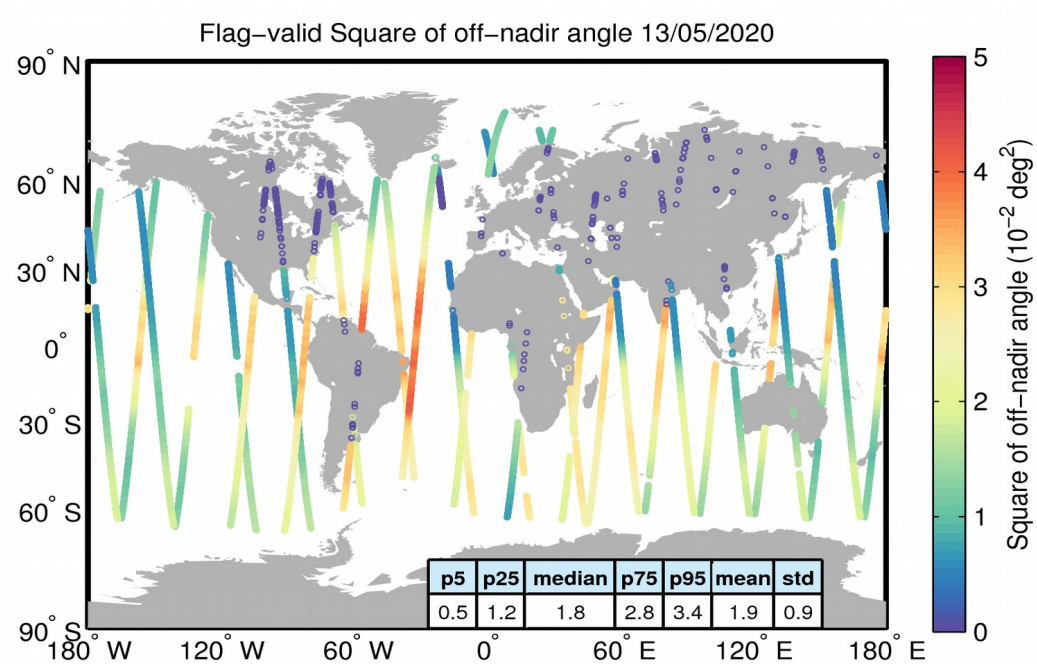 Flag−valid Square of off−nadir angle 13/05/2020
90° N
60° N
30° N
0°
30° S
60° S
90° S
180° W
120° W
60° W
0°
60° E
120° E
180° E
p5 p25 median p75 p95 mean std
0.5 1.2 1.8 2.8 3.4 1.9 0.9
5
4
3
2
1
0
Square of off−nadir angle (10⁻² deg²)